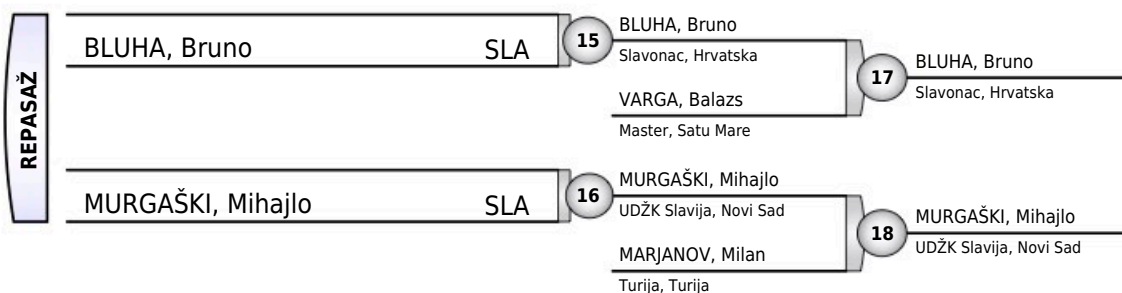 REPASAŽ
BLUHA, Bruno SLA
15
BLUHA, Bruno
Slavonac, Hrvatska
VARGA, Balazs
Master, Satu Mare
17
BLUHA, Bruno
Slavonac, Hrvatska
MURGAŠKI, Mihajlo SLA
16
MURGAŠKI, Mihajlo
UDŽK Slavija, Novi Sad
MARJANOV, Milan
Turija, Turija
18
MURGAŠKI, Mihajlo
UDŽK Slavija, Novi Sad